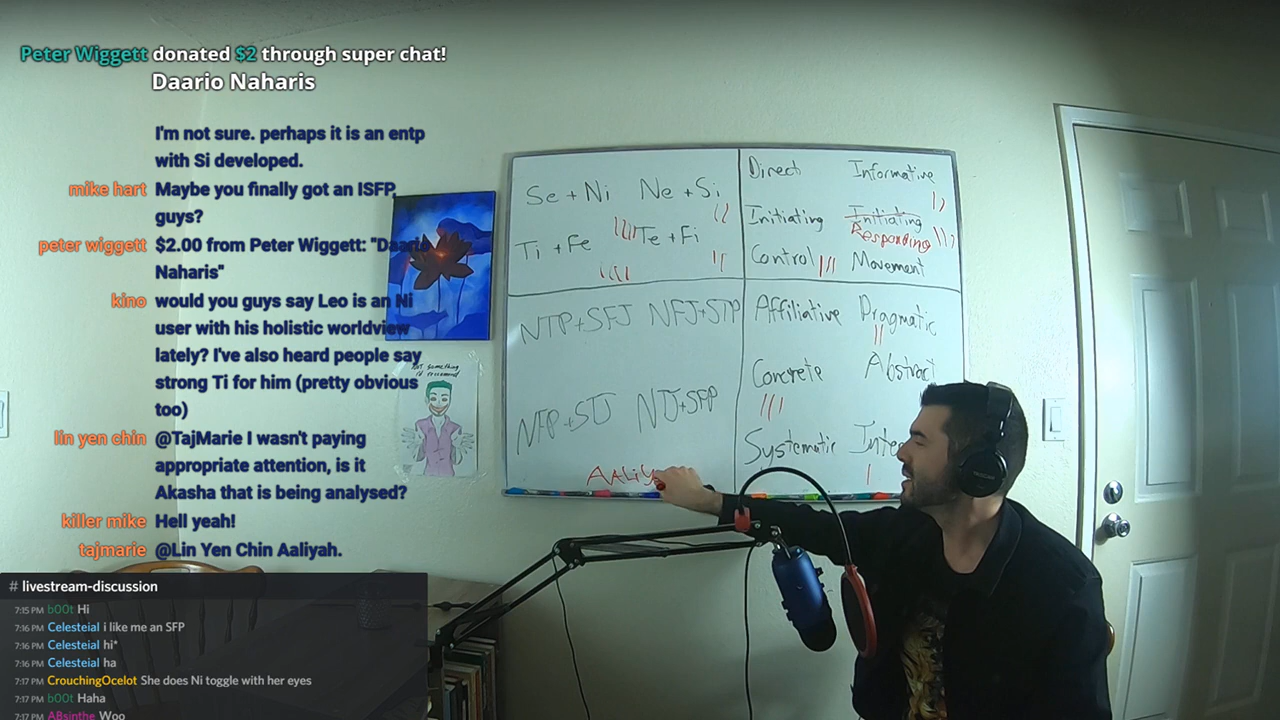 Peter Wiggett donated $2 through super chat!
Daario Naharis
I'm not sure. perhaps it is an entp
with Si developed.
mike hart Maybe you finally got an ISFP,
guys?
peter wiggett $2.00 from Peter Wiggett: "Daario
Naharis"
kino would you guys say Leo is an Ni
user with his holistic worldview
lately? I've also heard people say
strong Ti for him (pretty obvious
too)
lin yen chin @TajMarie I wasn't paying
appropriate attention, is it
Akasha that is being analysed?
killer mike Hell yeah!
tajmarie @Lin Yen Chin Aaliyah.
# livestream-discussion
7:15 PM b00t Hi
7:16 PM Celesteial i like me an SFP
7:16 PM Celesteial hi*
7:16 PM Celesteial ha
7:17 PM CrouchingOcelot She does Ni toggle with her eyes
7:17 PM b00t Haha
7:17 PM ABsinthe Woo
Se + Ni Ne + Si
Ti + Fe Te + Fi
NTP+SFJ NFJ+STP
NFP+STJ NTJ+SFP
Aaliy
Direct Informative
Initiating Initiating
Responding
Control Movement
Affiliative Pragmatic
Concrete Abstract
Systematic Inte